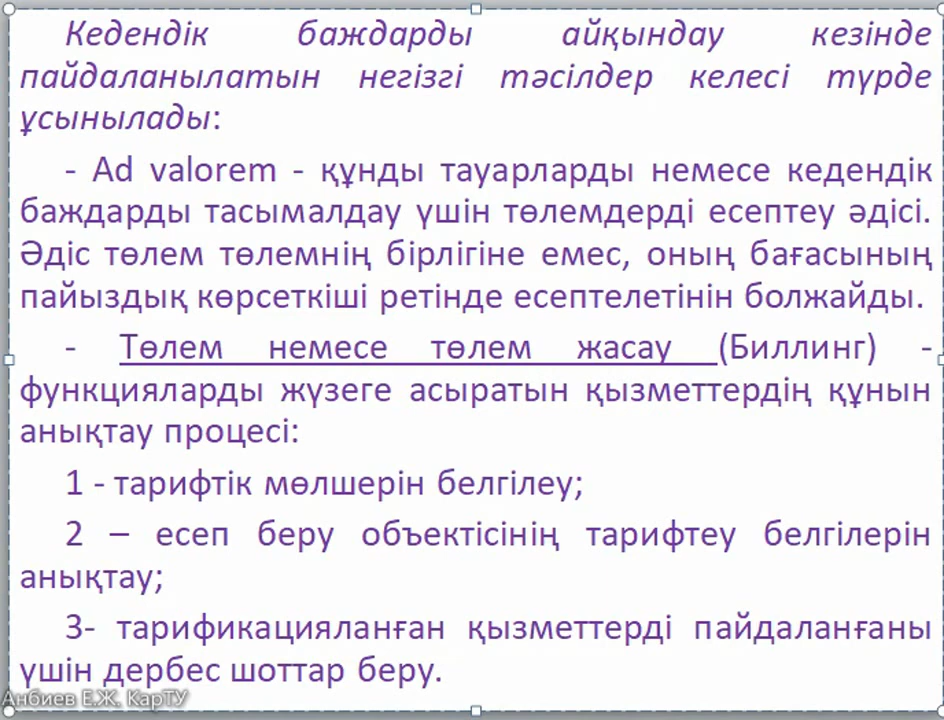 Кедендік баждарды айқындау кезінде
пайдаланылатын негізгі тәсілдер келесі түрде
ұсынылады:
- Ad valorem - құнды тауарларды немесе кедендік
баждарды тасымалдау үшін төлемдерді есептеу әдісі.
Әдіс төлем төлемнің бірлігіне емес, оның бағасының
пайыздық көрсеткіші ретінде есептелетінін болжайды.
- Төлем немесе төлем жасау (Биллинг) -
функцияларды жүзеге асыратын қызметтердің құнын
анықтау процесі:
1 - тарифтік мөлшерін белгілеу;
2 – есеп беру объектісінің тарифтеу белгілерін
анықтау;
3- тарификацияланған қызметтерді пайдаланғаны
үшін дербес шоттар беру.
Анбиев Е.Ж. КарТУ